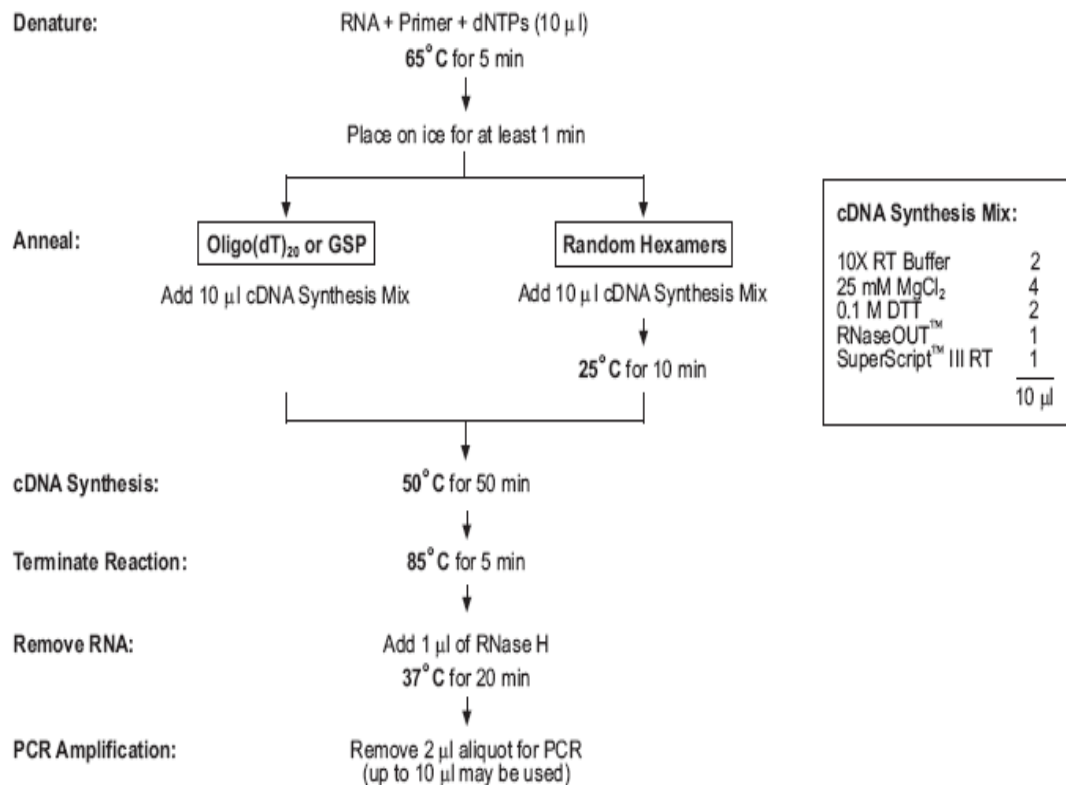 Denature:
RNA + Primer + dNTPs (10 µl)
65°C for 5 min
Place on ice for at least 1 min
Anneal:
Oligo(dT)₂₀ or GSP
Random Hexamers
Add 10 µl cDNA Synthesis Mix
Add 10 µl cDNA Synthesis Mix
25°C for 10 min
cDNA Synthesis Mix:
10X RT Buffer 2
25 mM MgCl₂ 4
0.1 M DTT 2
RNaseOUT™ 1
SuperScript™ III RT 1
10 µl
cDNA Synthesis:
50°C for 50 min
Terminate Reaction:
85°C for 5 min
Remove RNA:
Add 1 µl of RNase H
37°C for 20 min
PCR Amplification:
Remove 2 µl aliquot for PCR
(up to 10 µl may be used)